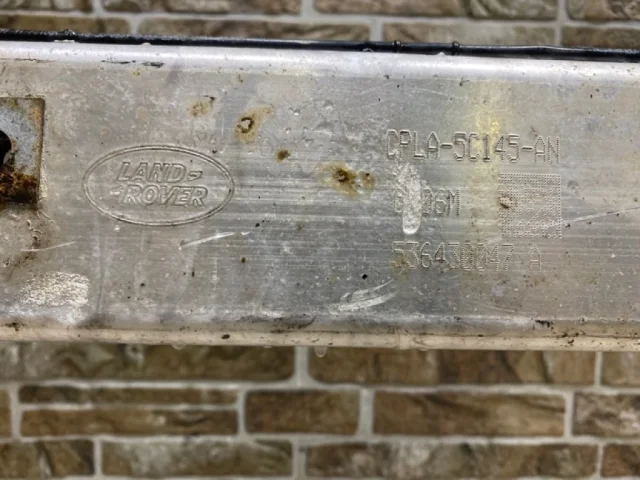 LAND-
-ROVER
CPLA-5C145-AN
536430047 A